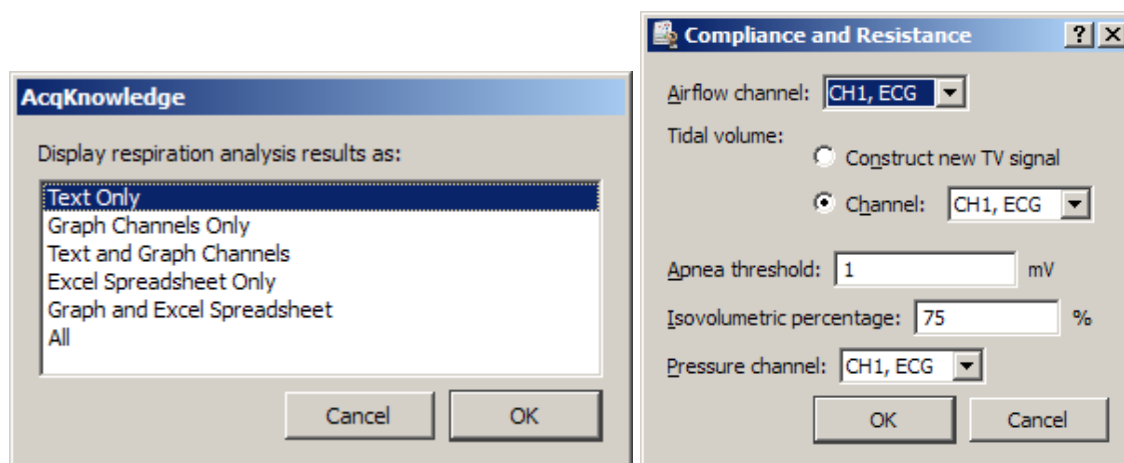 AcqKnowledge
Display respiration analysis results as:
Text Only
Graph Channels Only
Text and Graph Channels
Excel Spreadsheet Only
Graph and Excel Spreadsheet
All
Cancel OK
Compliance and Resistance ? X
Airflow channel: CH1, ECG
Tidal volume:
Construct new TV signal
Channel: CH1, ECG
Apnea threshold: 1 mV
Isovolumetric percentage: 75 %
Pressure channel: CH1, ECG
OK Cancel